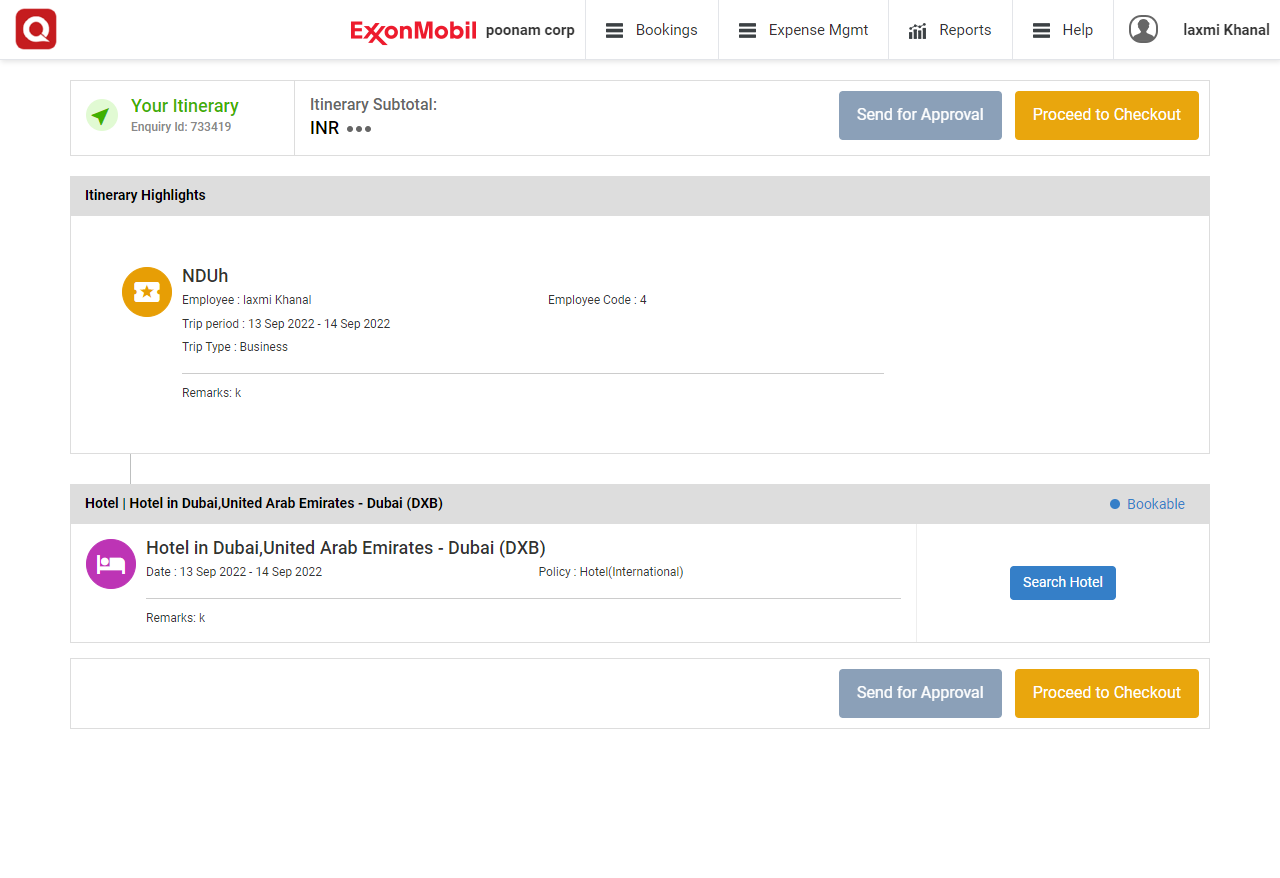 Q
ExxonMobil poonam corp Bookings Expense Mgmt Reports Help laxmi Khanal
Your Itinerary
Enquiry Id: 733419
Itinerary Subtotal:
INR
Send for Approval Proceed to Checkout
Itinerary Highlights
NDUh
Employee : laxmi Khanal Employee Code : 4
Trip period : 13 Sep 2022 - 14 Sep 2022
Trip Type : Business
Remarks: k
Hotel | Hotel in Dubai,United Arab Emirates - Dubai (DXB) Bookable
Hotel in Dubai,United Arab Emirates - Dubai (DXB)
Date : 13 Sep 2022 - 14 Sep 2022 Policy : Hotel(International)
Search Hotel
Remarks: k
Send for Approval Proceed to Checkout